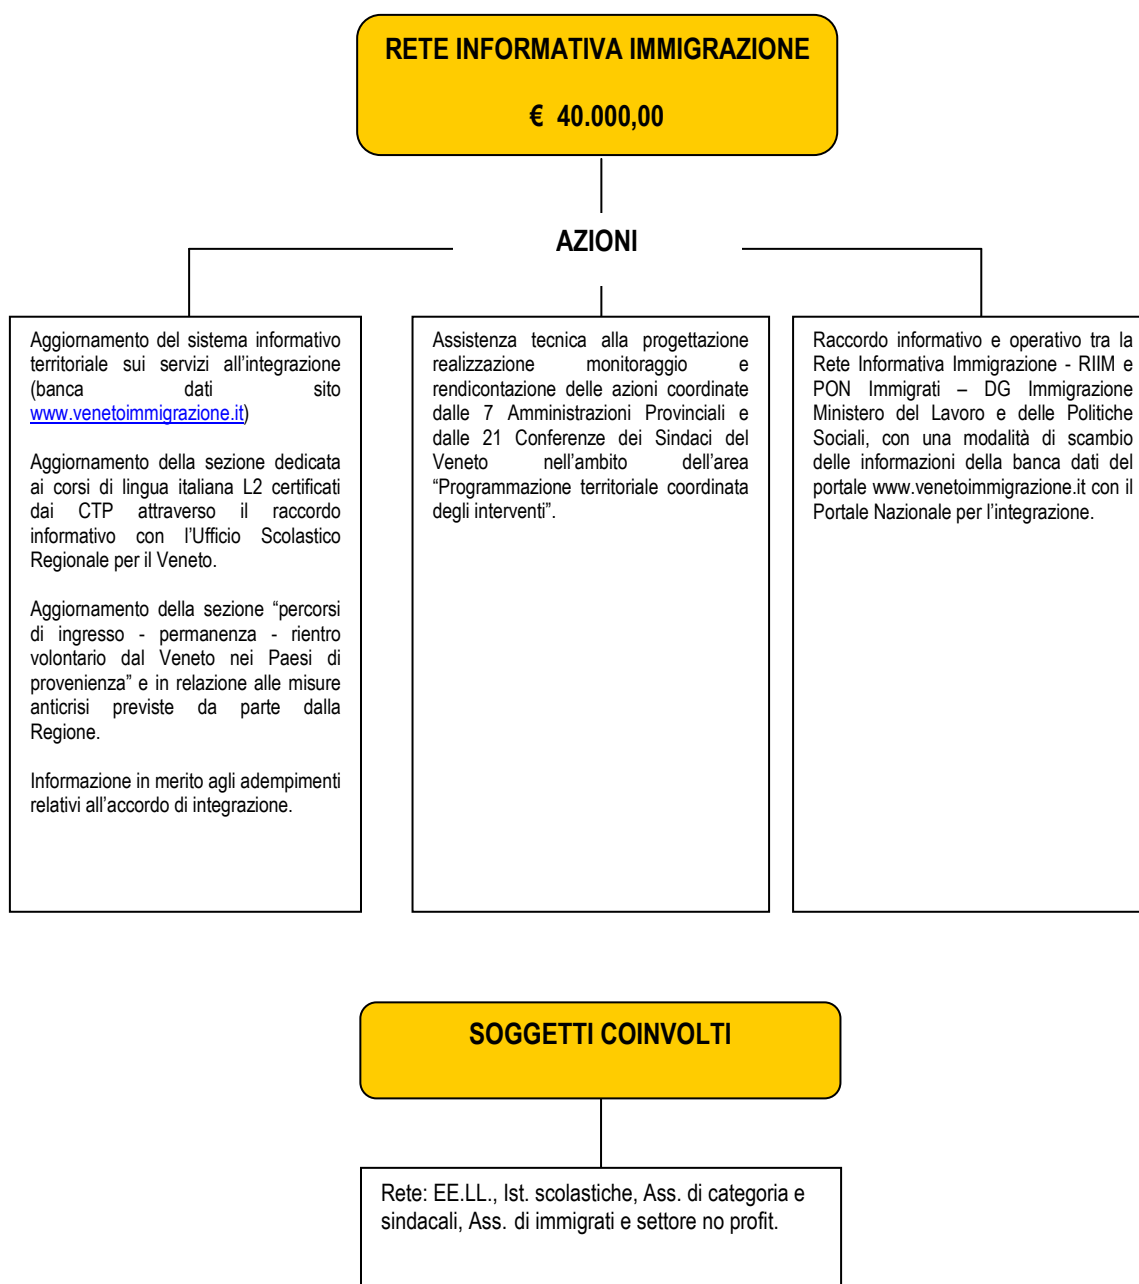 RETE INFORMATIVA IMMIGRAZIONE
€ 40.000,00
AZIONI
Aggiornamento del sistema informativo
territoriale sui servizi all’integrazione
(banca dati sito
www.venetoimmigrazione.it)
Aggiornamento della sezione dedicata
ai corsi di lingua italiana L2 certificati
dai CTP attraverso il raccordo
informativo con l’Ufficio Scolastico
Regionale per il Veneto.
Aggiornamento della sezione “percorsi
di ingresso - permanenza - rientro
volontario dal Veneto nei Paesi di
provenienza” e in relazione alle misure
anticrisi previste da parte dalla
Regione.
Informazione in merito agli adempimenti
relativi all’accordo di integrazione.
Assistenza tecnica alla progettazione
realizzazione monitoraggio e
rendicontazione delle azioni coordinate
dalle 7 Amministrazioni Provinciali e
dalle 21 Conferenze dei Sindaci del
Veneto nell’ambito dell’area
“Programmazione territoriale coordinata
degli interventi”.
Raccordo informativo e operativo tra la
Rete Informativa Immigrazione - RIIM e
PON Immigrati – DG Immigrazione
Ministero del Lavoro e delle Politiche
Sociali, con una modalità di scambio
delle informazioni della banca dati del
portale www.venetoimmigrazione.it con il
Portale Nazionale per l’integrazione.
SOGGETTI COINVOLTI
Rete: EE.LL., Ist. scolastiche, Ass. di categoria e
sindacali, Ass. di immigrati e settore no profit.